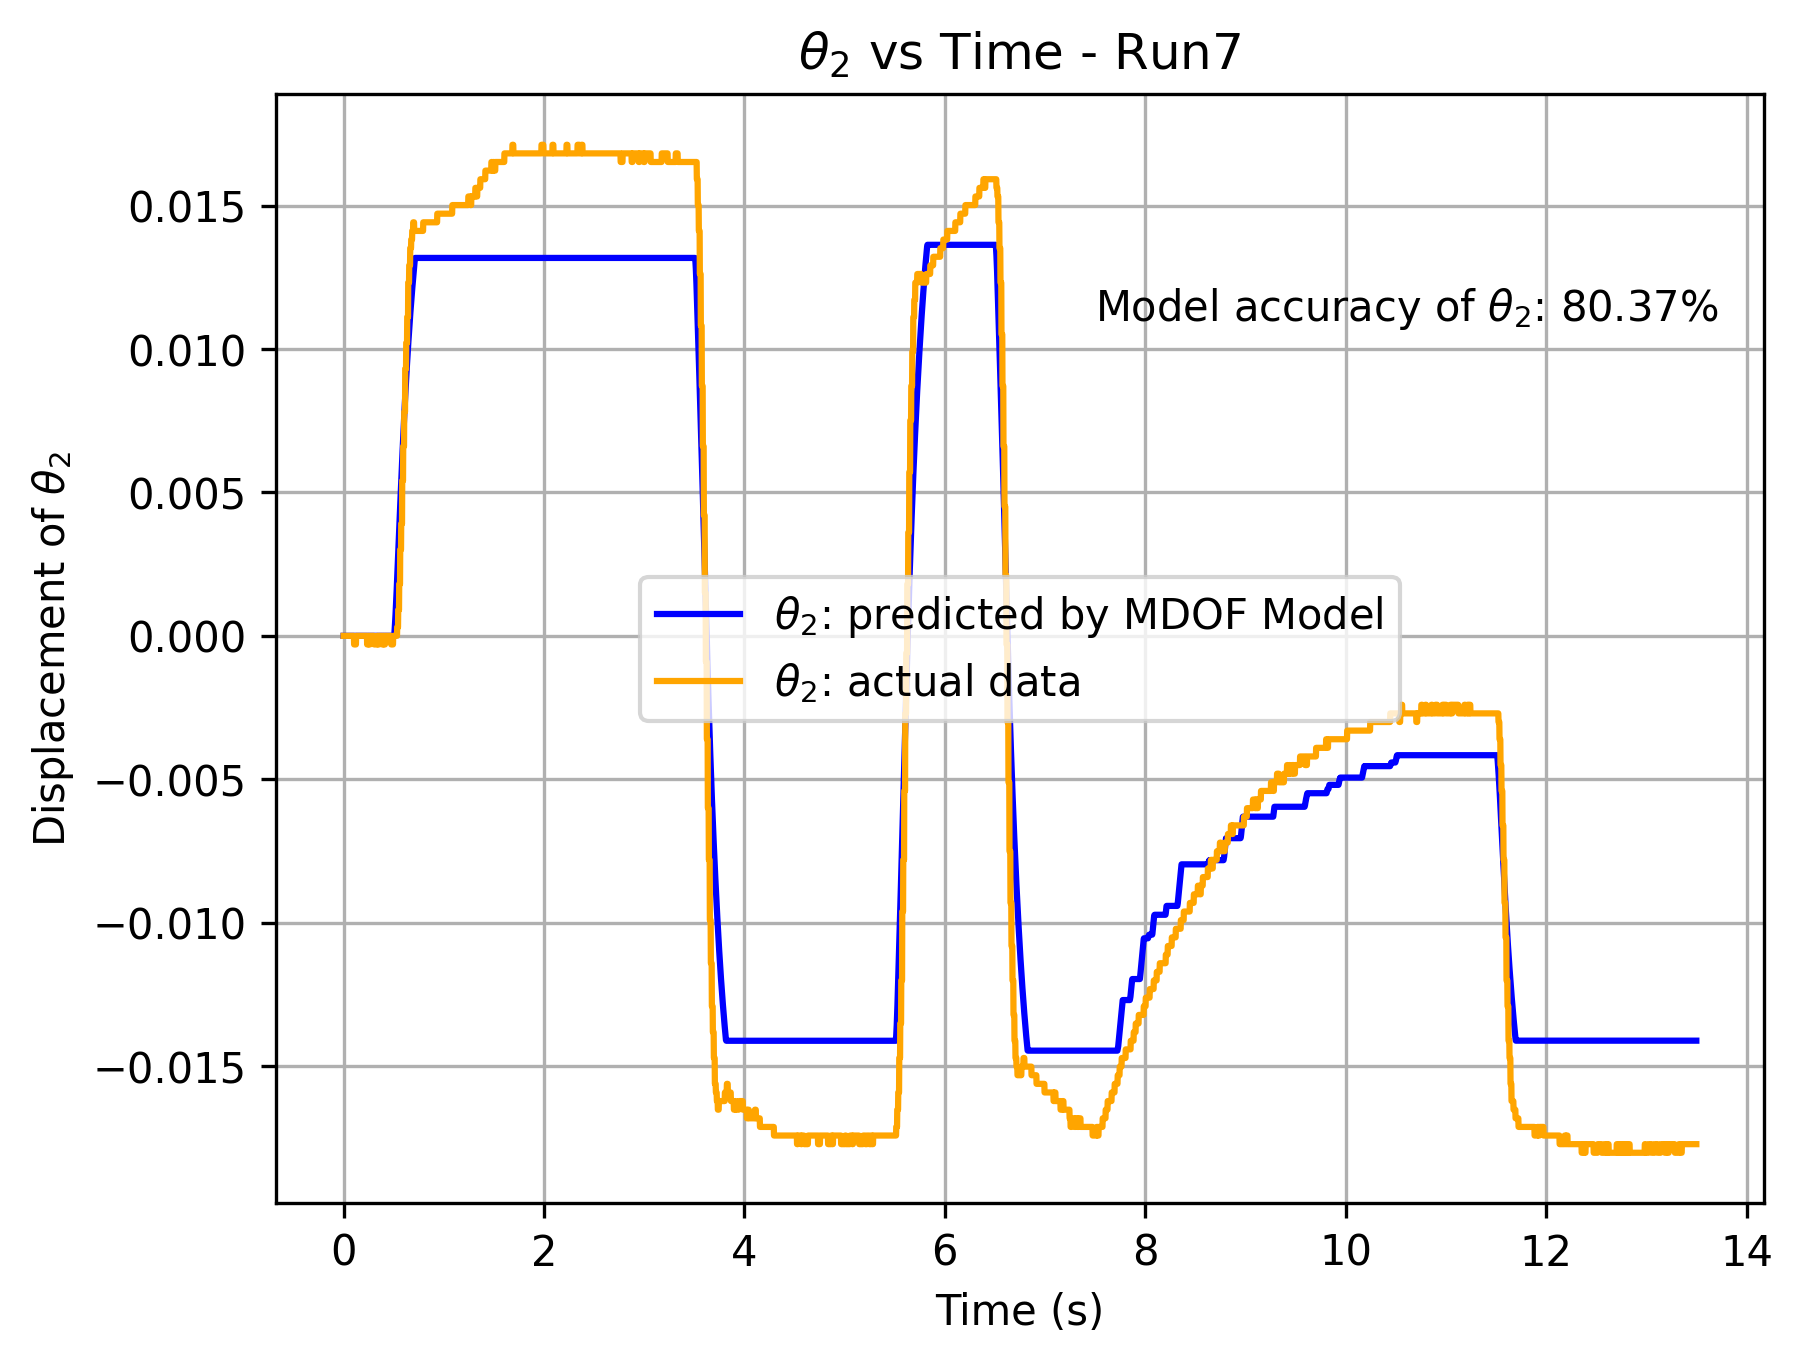 θ₂ vs Time - Run7
0.015
0.010
0.005
0.000
−0.005
−0.010
−0.015
Displacement of θ₂
Model accuracy of θ₂: 80.37%
θ₂: predicted by MDOF Model
θ₂: actual data
0 2 4 6 8 10 12 14
Time (s)